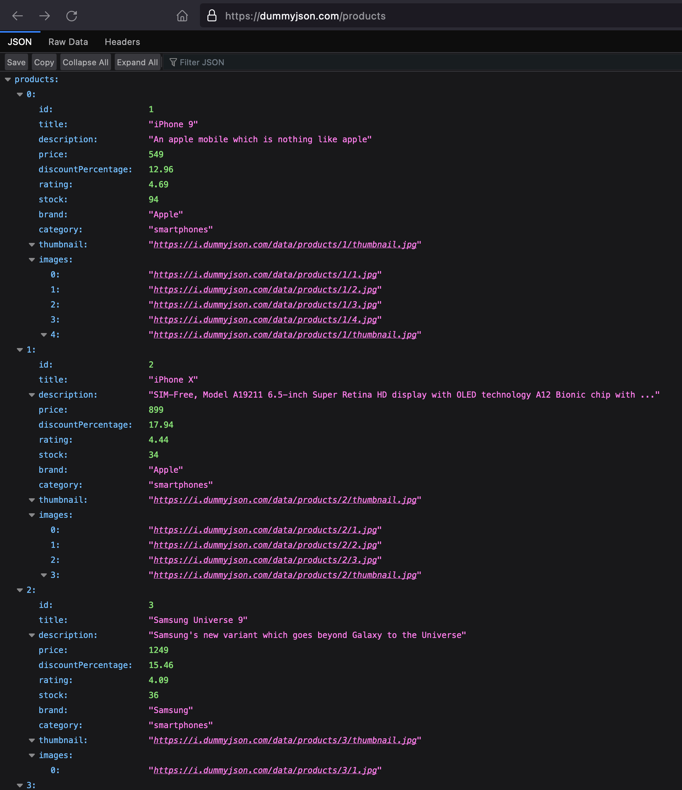 https://dummyjson.com/products
JSON Raw Data Headers
Save Copy Collapse All Expand All Filter JSON
products:
0:
id: 1
title: "iPhone 9"
description: "An apple mobile which is nothing like apple"
price: 549
discountPercentage: 12.96
rating: 4.69
stock: 94
brand: "Apple"
category: "smartphones"
thumbnail: "https://i.dummyjson.com/data/products/1/thumbnail.jpg"
images:
0: "https://i.dummyjson.com/data/products/1/1.jpg"
1: "https://i.dummyjson.com/data/products/1/2.jpg"
2: "https://i.dummyjson.com/data/products/1/3.jpg"
3: "https://i.dummyjson.com/data/products/1/4.jpg"
4: "https://i.dummyjson.com/data/products/1/thumbnail.jpg"
1:
id: 2
title: "iPhone X"
description: "SIM-Free, Model A19211 6.5-inch Super Retina HD display with OLED technology A12 Bionic chip with ..."
price: 899
discountPercentage: 17.94
rating: 4.44
stock: 34
brand: "Apple"
category: "smartphones"
thumbnail: "https://i.dummyjson.com/data/products/2/thumbnail.jpg"
images:
0: "https://i.dummyjson.com/data/products/2/1.jpg"
1: "https://i.dummyjson.com/data/products/2/2.jpg"
2: "https://i.dummyjson.com/data/products/2/3.jpg"
3: "https://i.dummyjson.com/data/products/2/thumbnail.jpg"
2:
id: 3
title: "Samsung Universe 9"
description: "Samsung's new variant which goes beyond Galaxy to the Universe"
price: 1249
discountPercentage: 15.46
rating: 4.09
stock: 36
brand: "Samsung"
category: "smartphones"
thumbnail: "https://i.dummyjson.com/data/products/3/thumbnail.jpg"
images:
0: "https://i.dummyjson.com/data/products/3/1.jpg"
3: